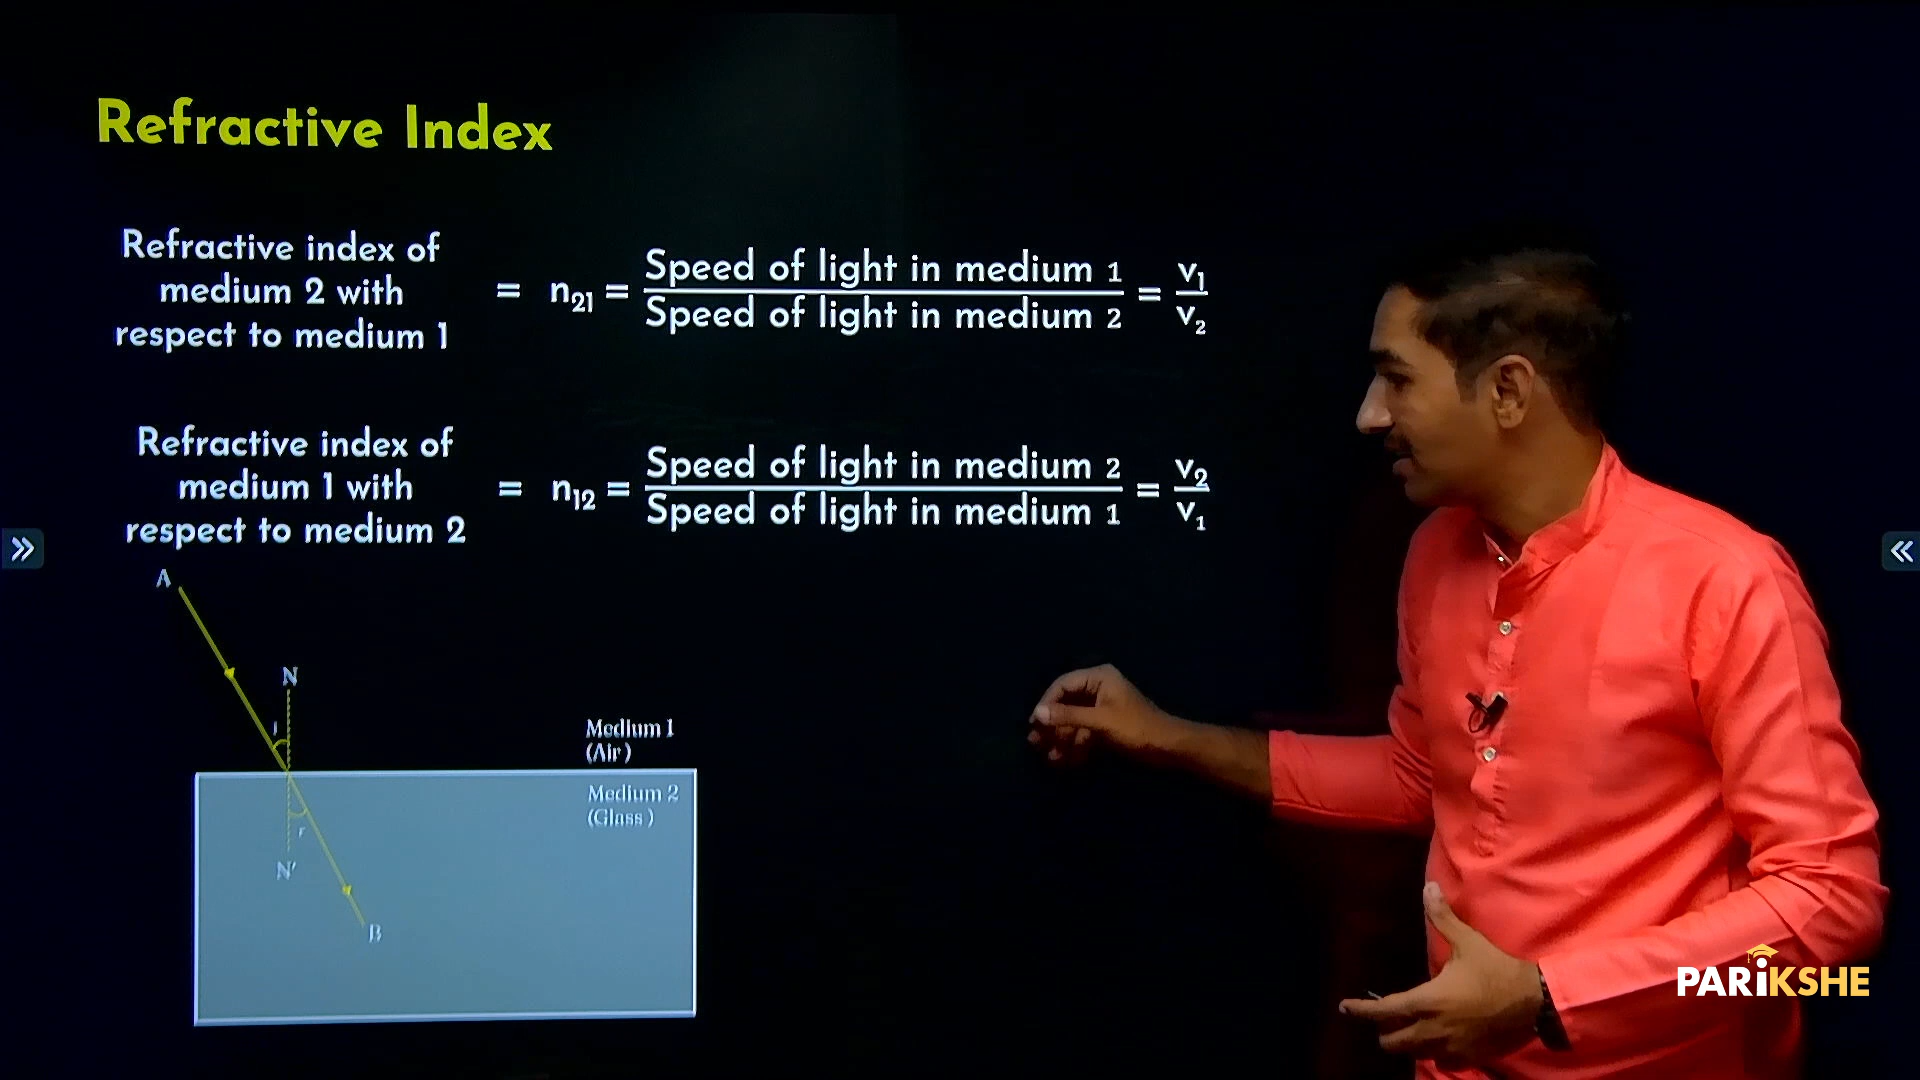 Refractive Index
Refractive index of
medium 2 with
respect to medium 1
= n₂₁ = Speed of light in medium 1 / Speed of light in medium 2 = v₁ / v₂
Refractive index of
medium 1 with
respect to medium 2
= n₁₂ = Speed of light in medium 2 / Speed of light in medium 1 = v₂ / v₁
A
N
i
Medium 1
(Air)
Medium 2
(Glass)
r
N'
B
PARiKSHE